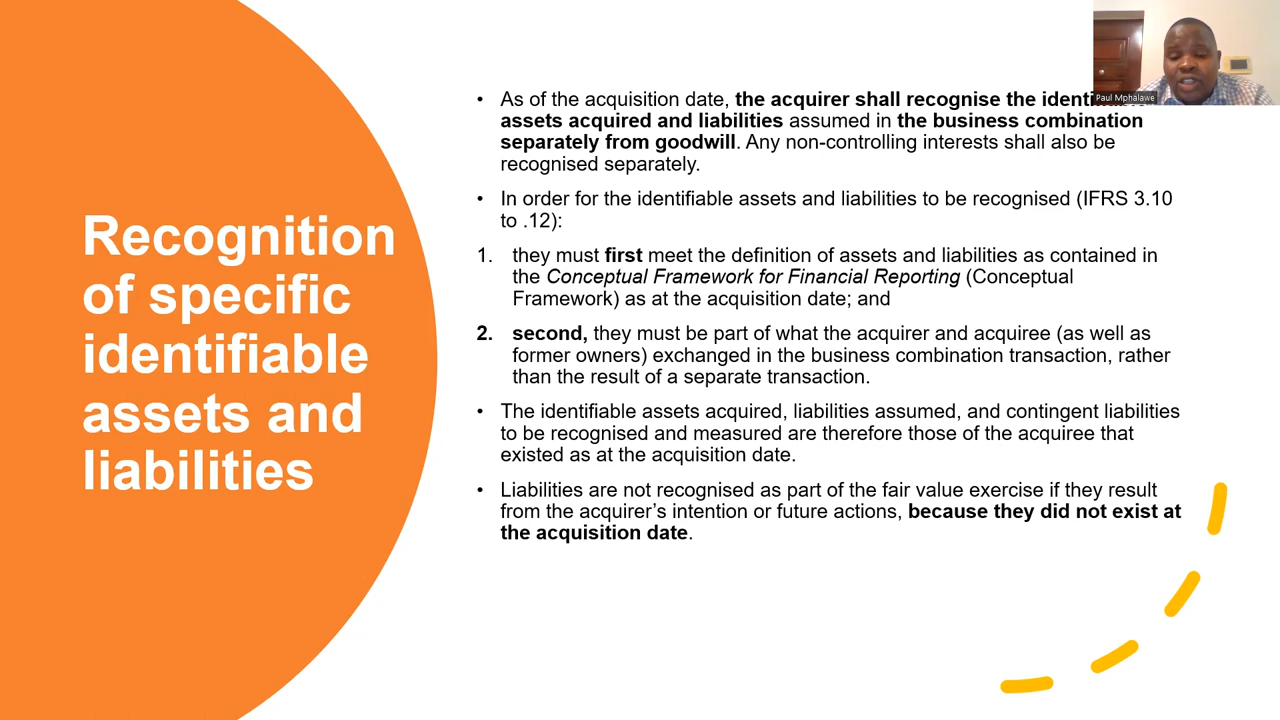 Recognition
of specific
identifiable
assets and
liabilities
• As of the acquisition date, the acquirer shall recognise the
assets acquired and liabilities assumed in the business combination
separately from goodwill. Any non-controlling interests shall also be
recognised separately.
• In order for the identifiable assets and liabilities to be recognised (IFRS 3.10
to .12):
1. they must first meet the definition of assets and liabilities as contained in
the Conceptual Framework for Financial Reporting (Conceptual
Framework) as at the acquisition date; and
2. second, they must be part of what the acquirer and acquiree (as well as
former owners) exchanged in the business combination transaction, rather
than the result of a separate transaction.
• The identifiable assets acquired, liabilities assumed, and contingent liabilities
to be recognised and measured are therefore those of the acquiree that
existed as at the acquisition date.
• Liabilities are not recognised as part of the fair value exercise if they result
from the acquirer’s intention or future actions, because they did not exist at
the acquisition date.
Paul Mphalawe